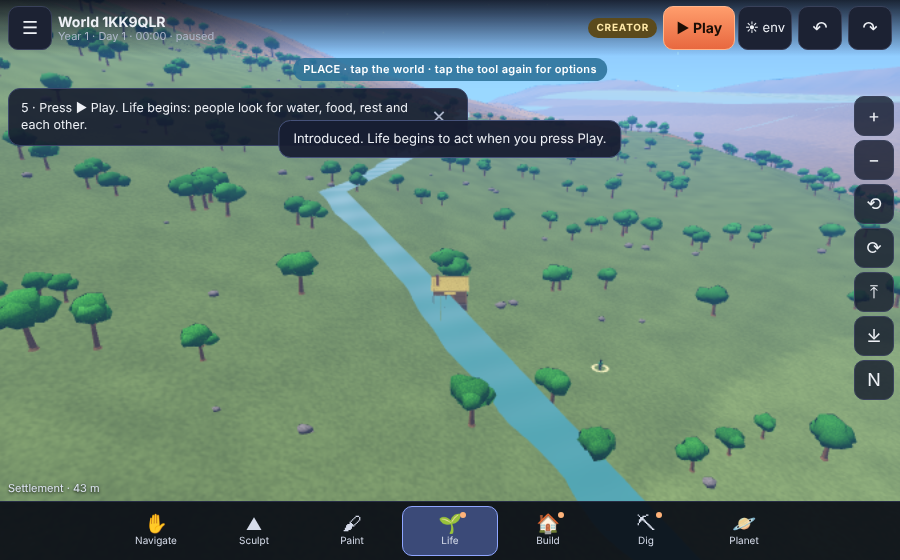 World 1KK9QLR
Year 1 · Day 1 · 00:00 · paused
CREATOR
▶ Play
☀ env
PLACE · tap the world · tap the tool again for options
5 · Press ▶ Play. Life begins: people look for water, food, rest and
each other.
Introduced. Life begins to act when you press Play.
N
Settlement · 43 m
Navigate
Sculpt
Paint
Life
Build
Dig
Planet